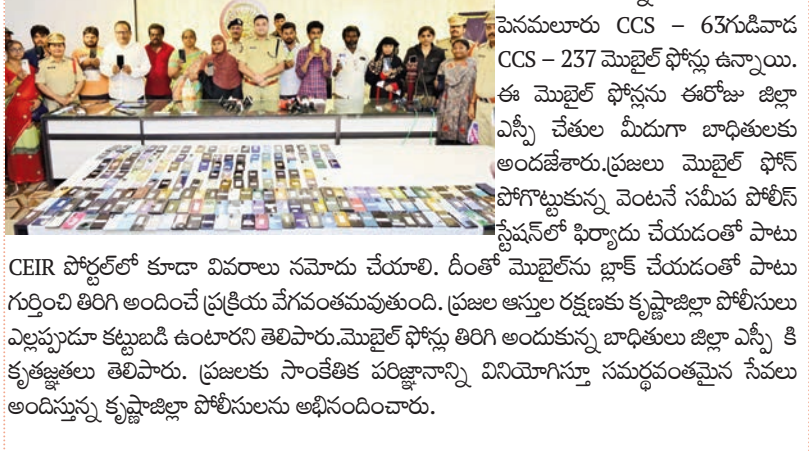 పెనమలూరు CCS – 63గుడివాడ
CCS – 237 మొబైల్ ఫోన్లు ఉన్నాయి.
ఈ మొబైల్ ఫోన్లను ఈరోజు జిల్లా
ఎస్పీ చేతుల మీదుగా బాధితులకు
అందజేశారు.ప్రజలు మొబైల్ ఫోన్
పోగొట్టుకున్న వెంటనే సమీప పోలీస్
స్టేషన్‌లో ఫిర్యాదు చేయడంతో పాటు
CEIR పోర్టల్‌లో కూడా వివరాలు నమోదు చేయాలి. దీంతో మొబైల్‌ను బ్లాక్ చేయడంతో పాటు
గుర్తించి తిరిగి అందించే ప్రక్రియ వేగవంతమవుతుంది. ప్రజల ఆస్తుల రక్షణకు కృష్ణాజిల్లా పోలీసులు
ఎల్లప్పుడూ కట్టుబడి ఉంటారని తెలిపారు.మొబైల్ ఫోన్లు తిరిగి అందుకున్న బాధితులు జిల్లా ఎస్పీ కి
కృతజ్ఞతలు తెలిపారు. ప్రజలకు సాంకేతిక పరిజ్ఞానాన్ని వినియోగిస్తూ సమర్థవంతమైన సేవలు
అందిస్తున్న కృష్ణాజిల్లా పోలీసులను అభినందించారు.